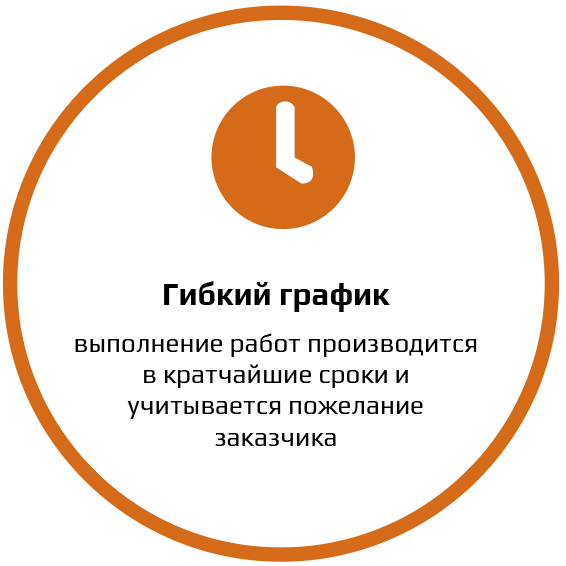 Гибкий график
выполнение работ производится
в кратчайшие сроки и
учитывается пожелание
заказчика